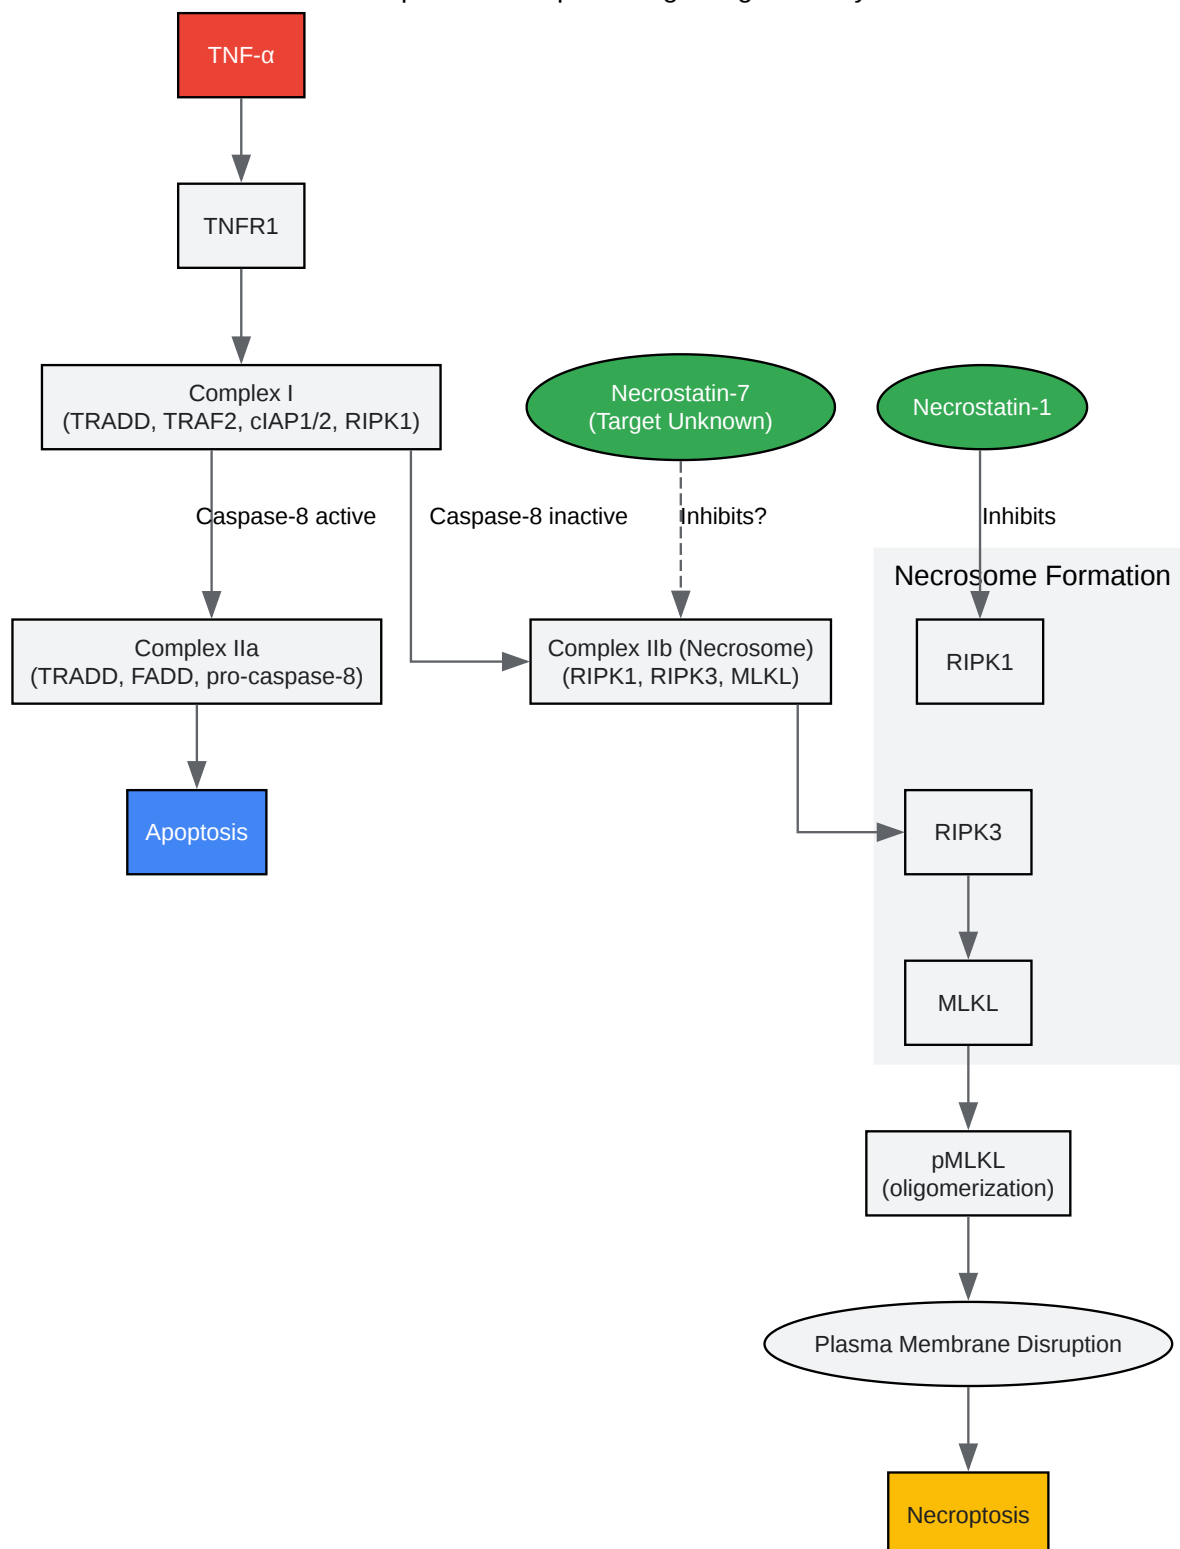 TNF-α
TNFR1
Complex I
(TRADD, TRAF2, cIAP1/2, RIPK1)
Necrostatin-7
(Target Unknown)
Necrostatin-1
Caspase-8 active
Caspase-8 inactive
Inhibits?
Inhibits
Necrosome Formation
Complex IIa
(TRADD, FADD, pro-caspase-8)
Complex IIb (Necrosome)
(RIPK1, RIPK3, MLKL)
RIPK1
Apoptosis
RIPK3
MLKL
pMLKL
(oligomerization)
Plasma Membrane Disruption
Necroptosis